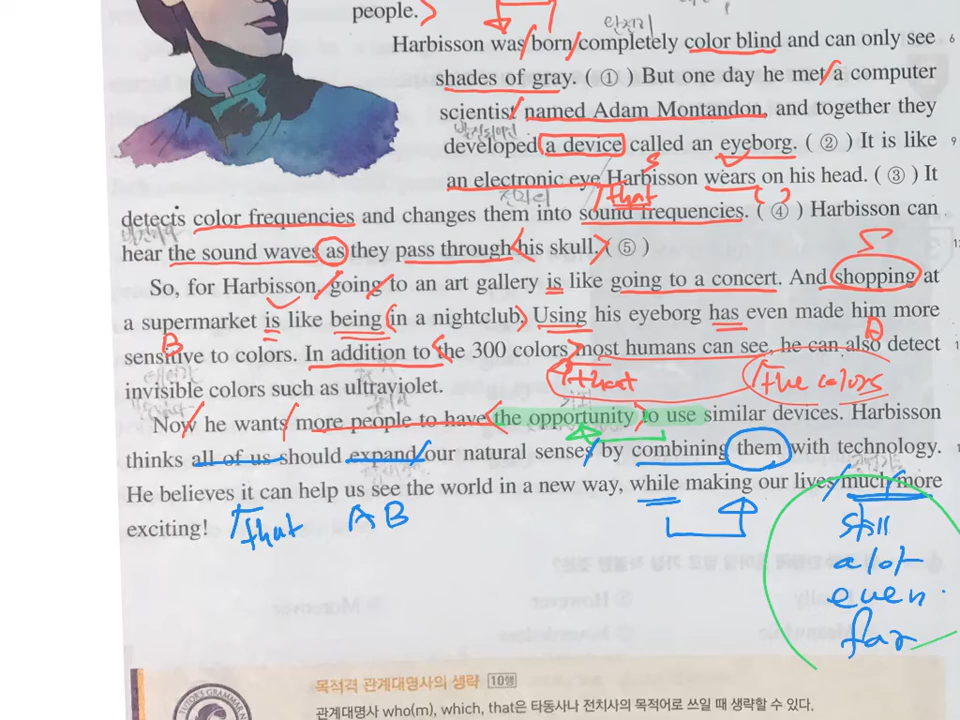 people.
Harbisson was born completely color blind and can only see 6
shades of gray. ( ① ) But one day he met a computer
scientist named Adam Montandon, and together they
developed a device called an eyeborg. ( ② ) It is like 9
an electronic eye Harbisson wears on his head. ( ③ ) It
that
detects color frequencies and changes them into sound frequencies. ( ④ ) Harbisson can
hear the sound waves as they pass through his skull. ( ⑤ )
So, for Harbisson, going to an art gallery is like going to a concert. And shopping at
a supermarket is like being in a nightclub. Using his eyeborg has even made him more
B
sensitive to colors. In addition to the 300 colors most humans can see, he can also detect
that the colors
invisible colors such as ultraviolet.
Now he wants more people to have the opportunity to use similar devices. Harbisson
thinks all of us should expand our natural senses by combining them with technology.
He believes it can help us see the world in a new way, while making our lives much more
exciting! that A B
still
a lot
even
far
목적격 관계대명사의 생략 10행
관계대명사 who(m), which, that은 타동사나 전치사의 목적어로 쓰일 때 생략할 수 있다.
TUTOR'S GRAMMAR N